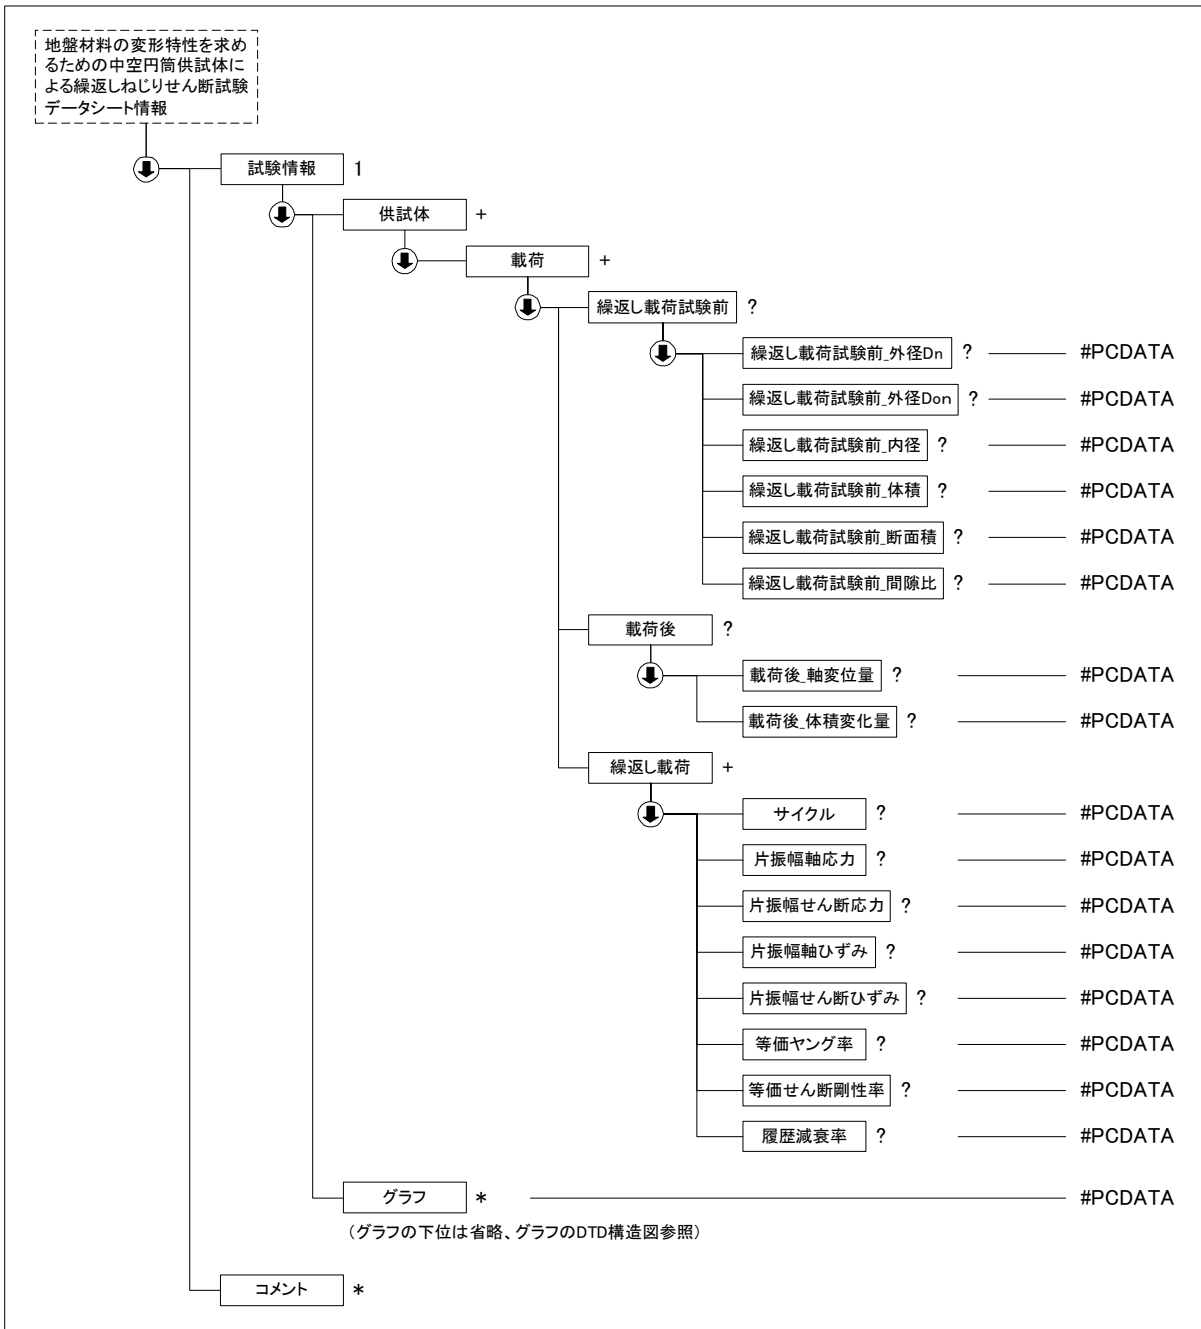 地盤材料の変形特性を求め
るための中空円筒供試体に
よる繰返しねじりせん断試験
データシート情報
試験情報 1
供試体 +
載荷 +
繰返し載荷試験前 ?
繰返し載荷試験前_外径Dn ? #PCDATA
繰返し載荷試験前_外径Don ? #PCDATA
繰返し載荷試験前_内径 ? #PCDATA
繰返し載荷試験前_体積 ? #PCDATA
繰返し載荷試験前_断面積 ? #PCDATA
繰返し載荷試験前_間隙比 ? #PCDATA
載荷後 ?
載荷後_軸変位量 ? #PCDATA
載荷後_体積変化量 ? #PCDATA
繰返し載荷 +
サイクル ? #PCDATA
片振幅軸応力 ? #PCDATA
片振幅せん断応力 ? #PCDATA
片振幅軸ひずみ ? #PCDATA
片振幅せん断ひずみ ? #PCDATA
等価ヤング率 ? #PCDATA
等価せん断剛性率 ? #PCDATA
履歴減衰率 ? #PCDATA
グラフ * #PCDATA
（グラフの下位は省略、グラフのDTD構造図参照）
コメント *